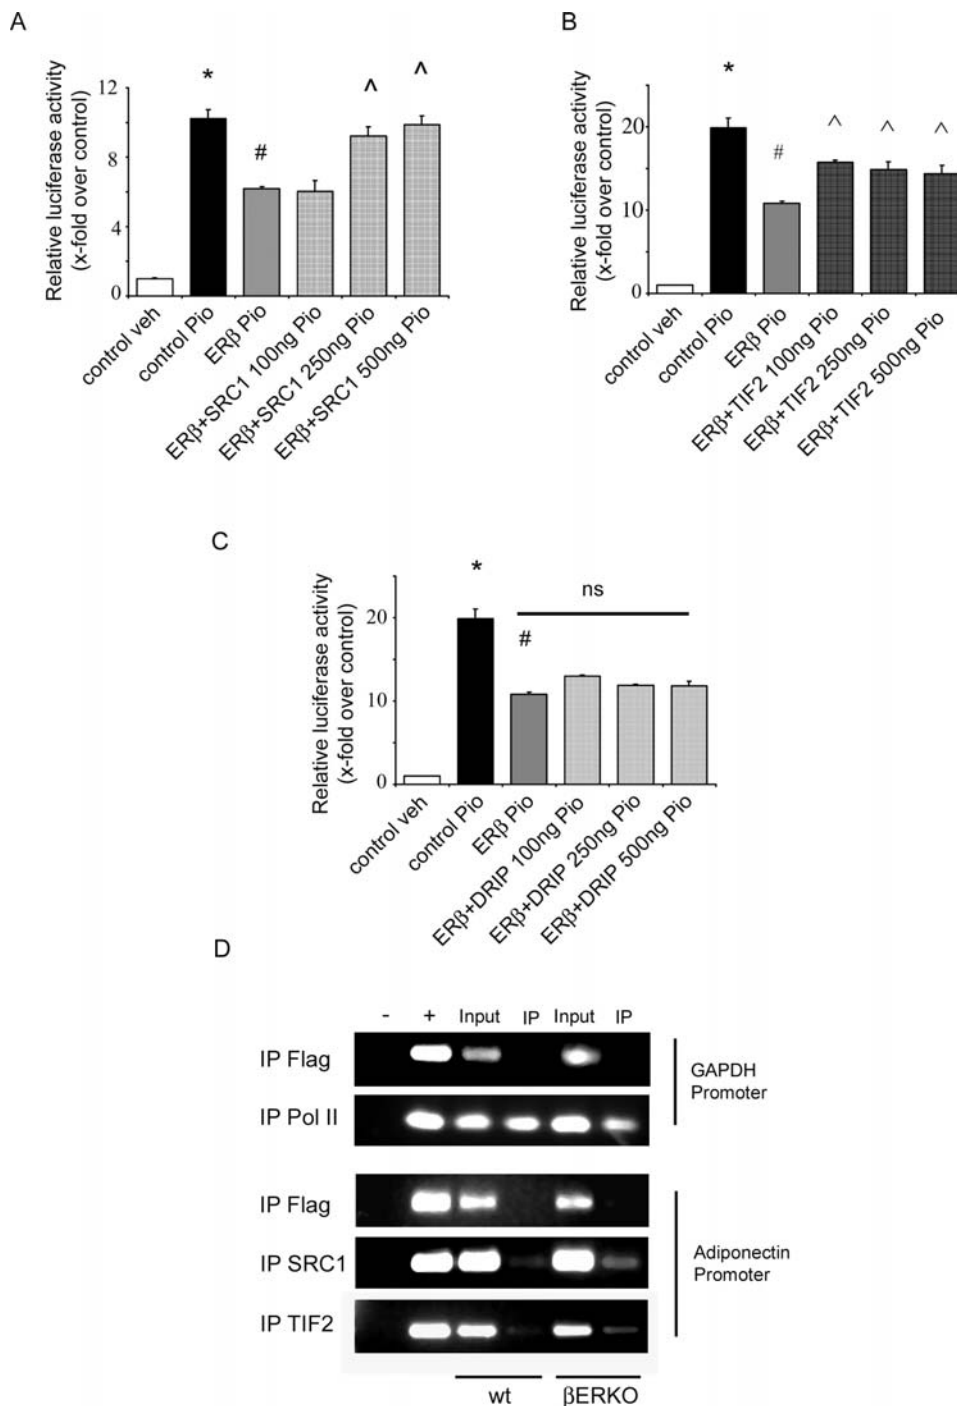 A
Relative luciferase activity
(x-fold over control)
12
8
4
0
*
#
^
^
control veh
control Pio
ERβ Pio
ERβ+SRC1 100ng Pio
ERβ+SRC1 250ng Pio
ERβ+SRC1 500ng Pio
B
Relative luciferase activity
(x-fold over control)
20
10
0
*
#
^
^
^
control veh
control Pio
ERβ Pio
ERβ+TIF2 100ng Pio
ERβ+TIF2 250ng Pio
ERβ+TIF2 500ng Pio
C
Relative luciferase activity
(x-fold over control)
20
10
0
*
#
ns
control veh
control Pio
ERβ Pio
ERβ+DRIP 100ng Pio
ERβ+DRIP 250ng Pio
ERβ+DRIP 500ng Pio
D
- + Input IP Input IP
IP Flag
IP Pol II
GAPDH
Promoter
IP Flag
IP SRC1
IP TIF2
Adiponectin
Promoter
wt βERKO